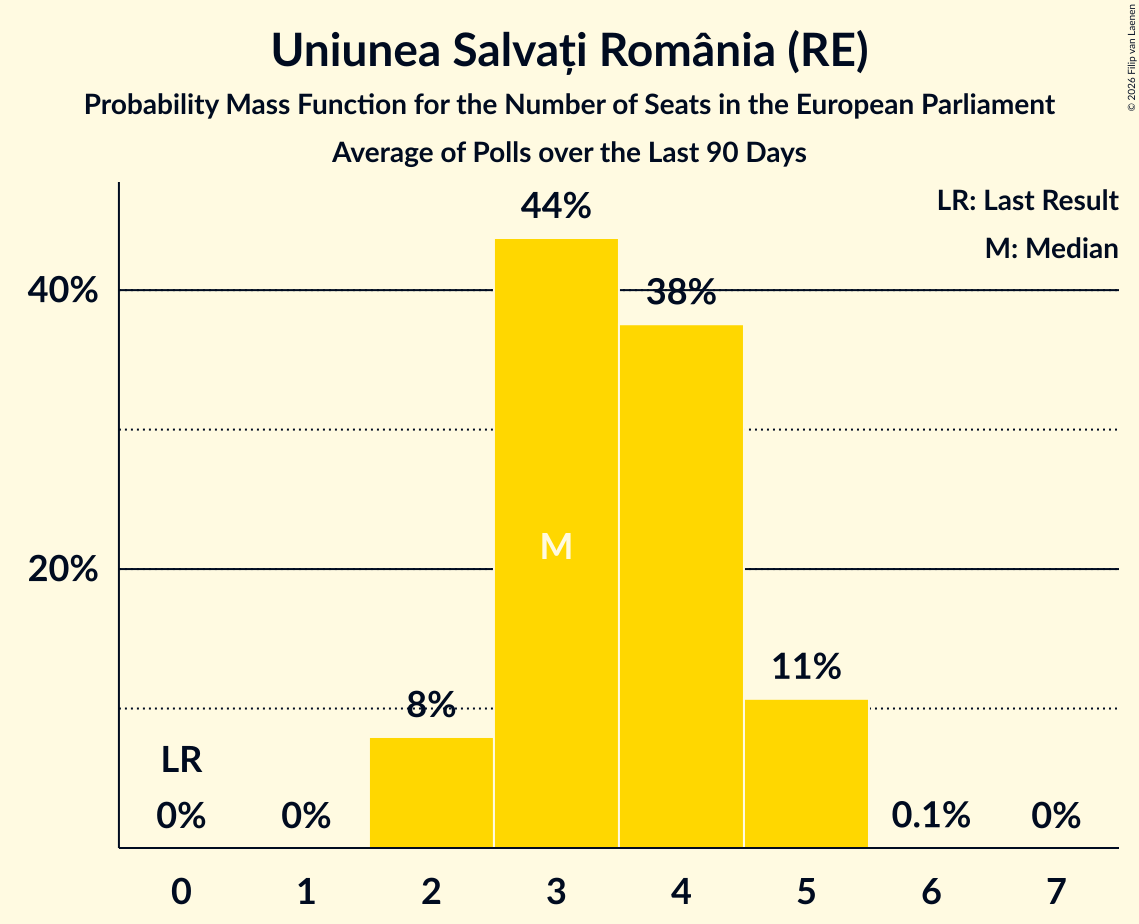 Uniunea Salvați România (RE)
Probability Mass Function for the Number of Seats in the European Parliament
Average of Polls over the Last 90 Days
© 2026 Filip van Laenen
LR: Last Result
M: Median
44%
40%
38%
M
20%
11%
8%
LR
0%
0%
0.1%
0%
0 1 2 3 4 5 6 7